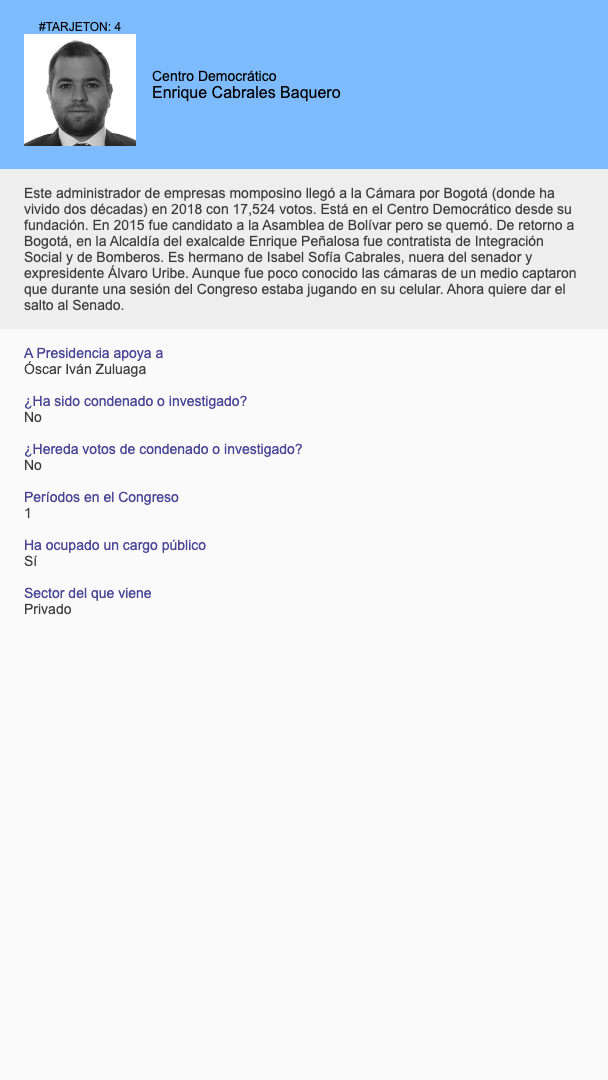 #TARJETON: 4
Centro Democrático
Enrique Cabrales Baquero
Este administrador de empresas momposino llegó a la Cámara por Bogotá (donde ha
vivido dos décadas) en 2018 con 17,524 votos. Está en el Centro Democrático desde su
fundación. En 2015 fue candidato a la Asamblea de Bolívar pero se quemó. De retorno a
Bogotá, en la Alcaldía del exalcalde Enrique Peñalosa fue contratista de Integración
Social y de Bomberos. Es hermano de Isabel Sofía Cabrales, nuera del senador y
expresidente Álvaro Uribe. Aunque fue poco conocido las cámaras de un medio captaron
que durante una sesión del Congreso estaba jugando en su celular. Ahora quiere dar el
salto al Senado.
A Presidencia apoya a
Óscar Iván Zuluaga
¿Ha sido condenado o investigado?
No
¿Hereda votos de condenado o investigado?
No
Períodos en el Congreso
1
Ha ocupado un cargo público
Sí
Sector del que viene
Privado